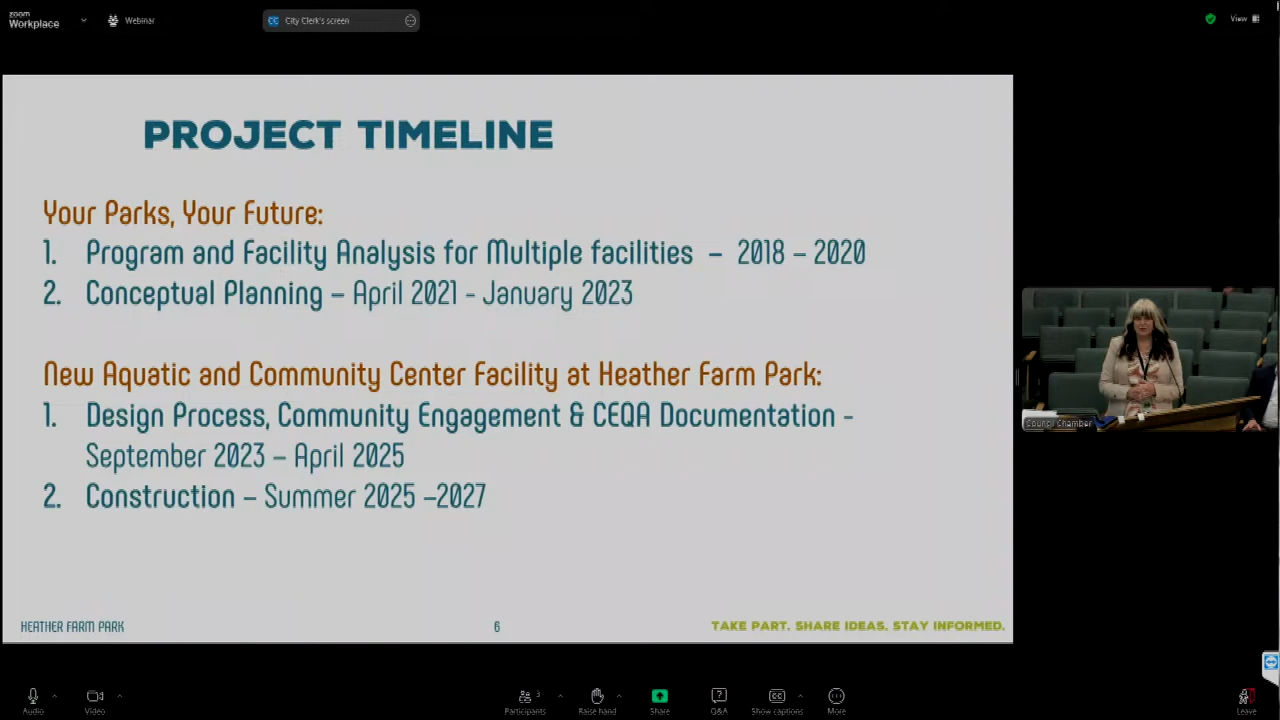 zoom
Workplace
Webinar
CC City Clerk's screen
View
PROJECT TIMELINE
Your Parks, Your Future:
1. Program and Facility Analysis for Multiple facilities – 2018 – 2020
2. Conceptual Planning – April 2021 - January 2023
New Aquatic and Community Center Facility at Heather Farm Park:
1. Design Process, Community Engagement & CEQA Documentation -
September 2023 – April 2025
2. Construction – Summer 2025 –2027
Council Chamber
HEATHER FARM PARK
6
TAKE PART. SHARE IDEAS. STAY INFORMED.
Audio
Video
Participants 3
Raise hand
Share
Q&A
CC Show captions
More
Leave